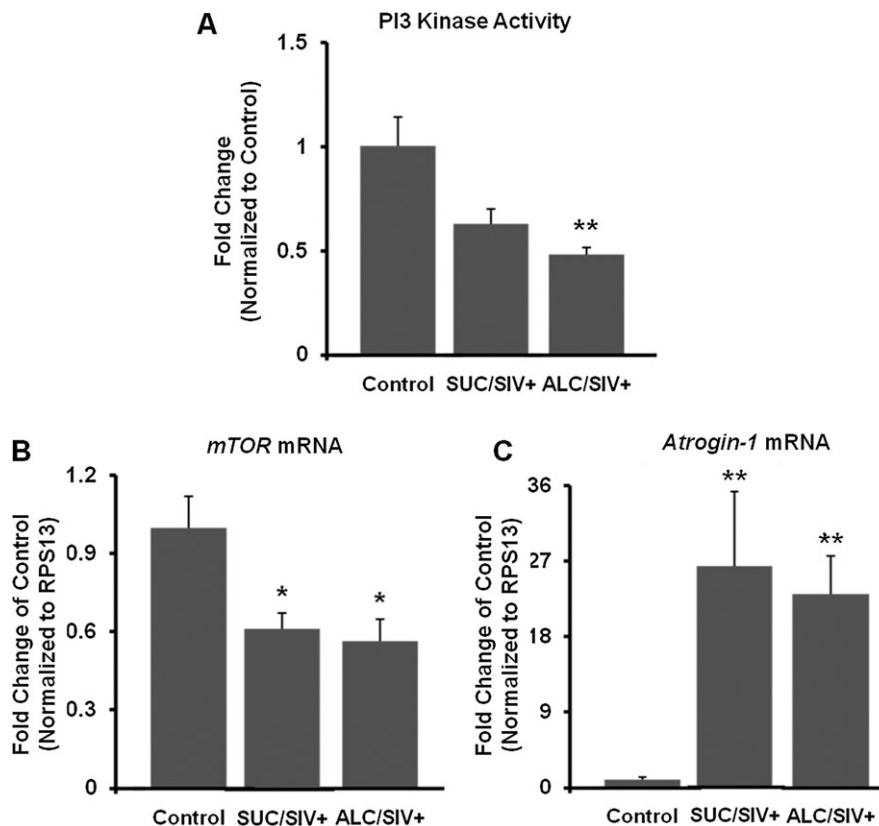 A
PI3 Kinase Activity
Fold Change
(Normalized to Control)
1.5
1
0.5
0
**
Control SUC/SIV+ ALC/SIV+
B
mTOR mRNA
Fold Change of Control
(Normalized to RPS13)
1.2
0.9
0.6
0.3
0
*
*
Control SUC/SIV+ ALC/SIV+
C
Atrogin-1 mRNA
Fold Change of Control
(Normalized to RPS13)
36
27
18
9
0
**
**
Control SUC/SIV+ ALC/SIV+